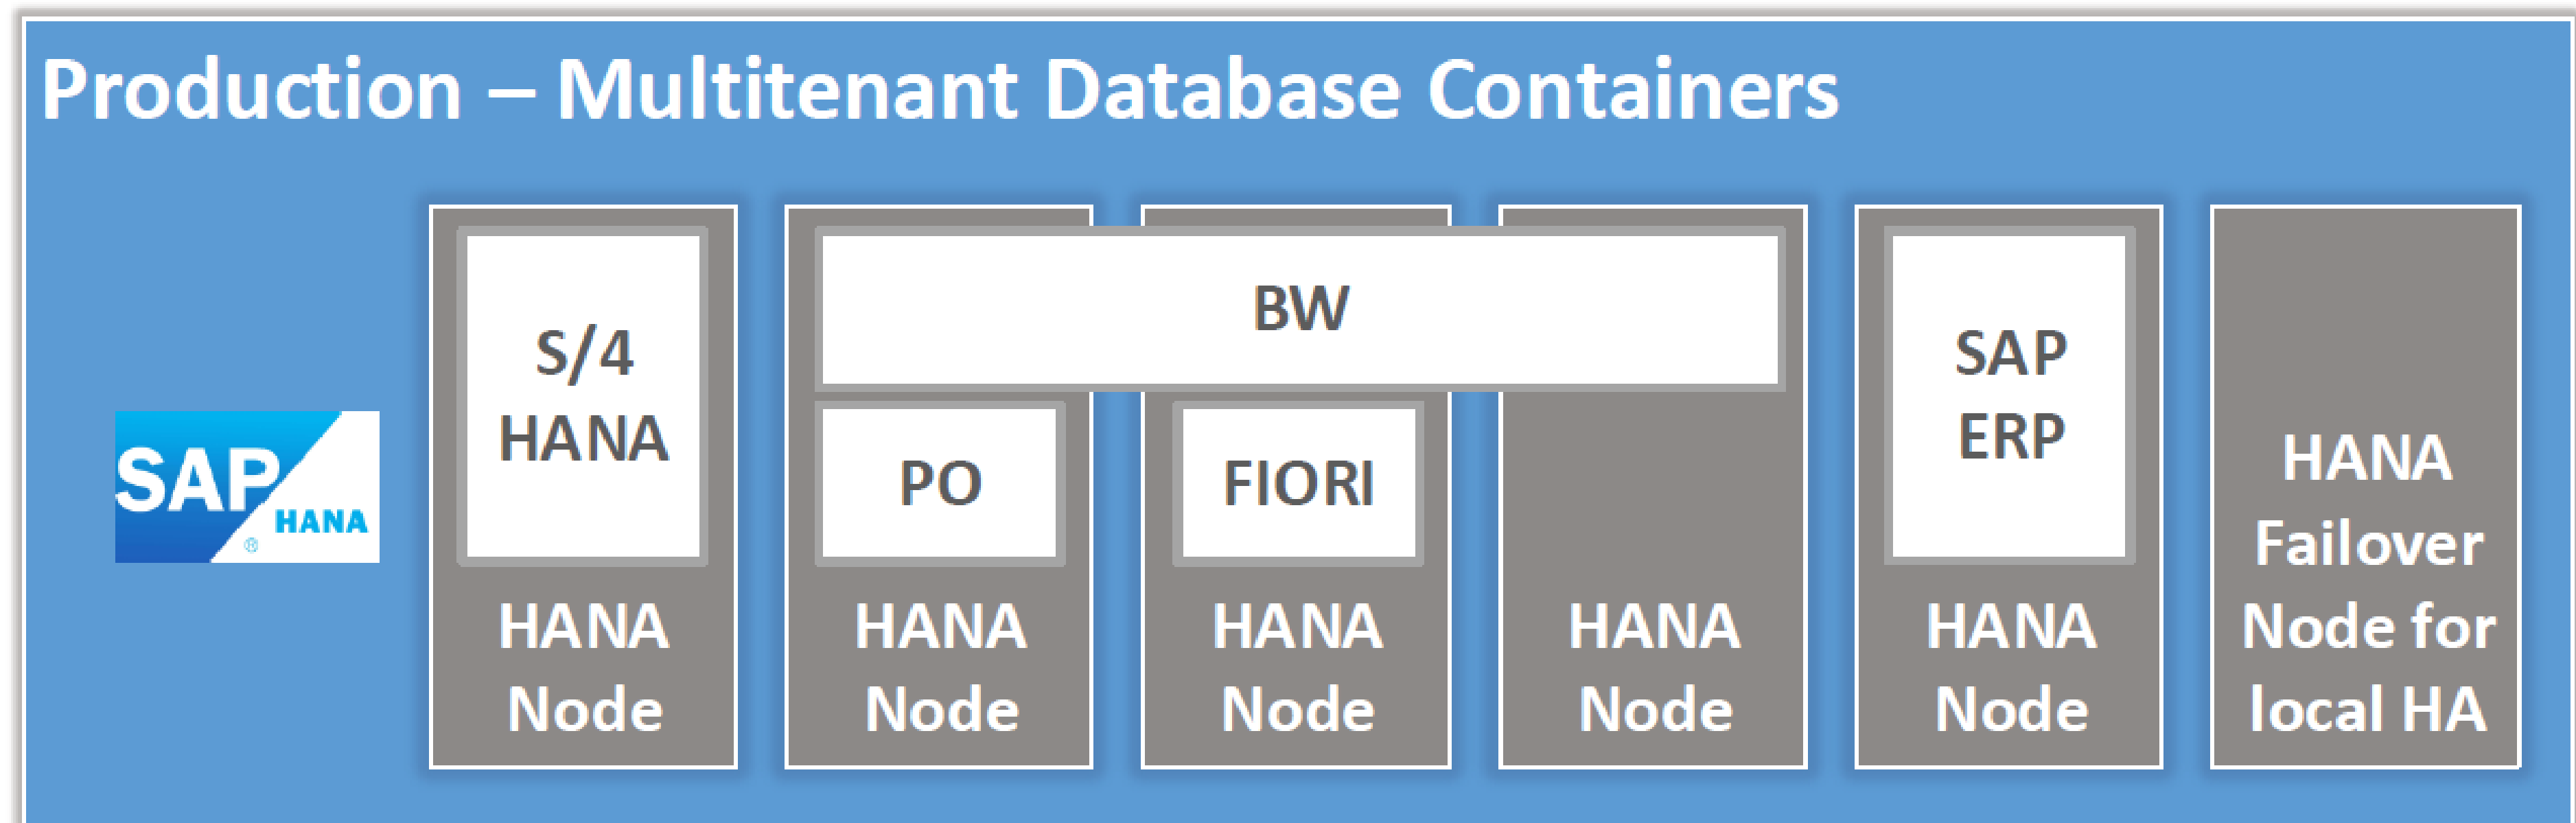 Production – Multitenant Database Containers
SAP
®
HANA
S/4
HANA
HANA
Node
BW
PO
HANA
Node
FIORI
HANA
Node
HANA
Node
SAP
ERP
HANA
Node
HANA
Failover
Node for
local HA